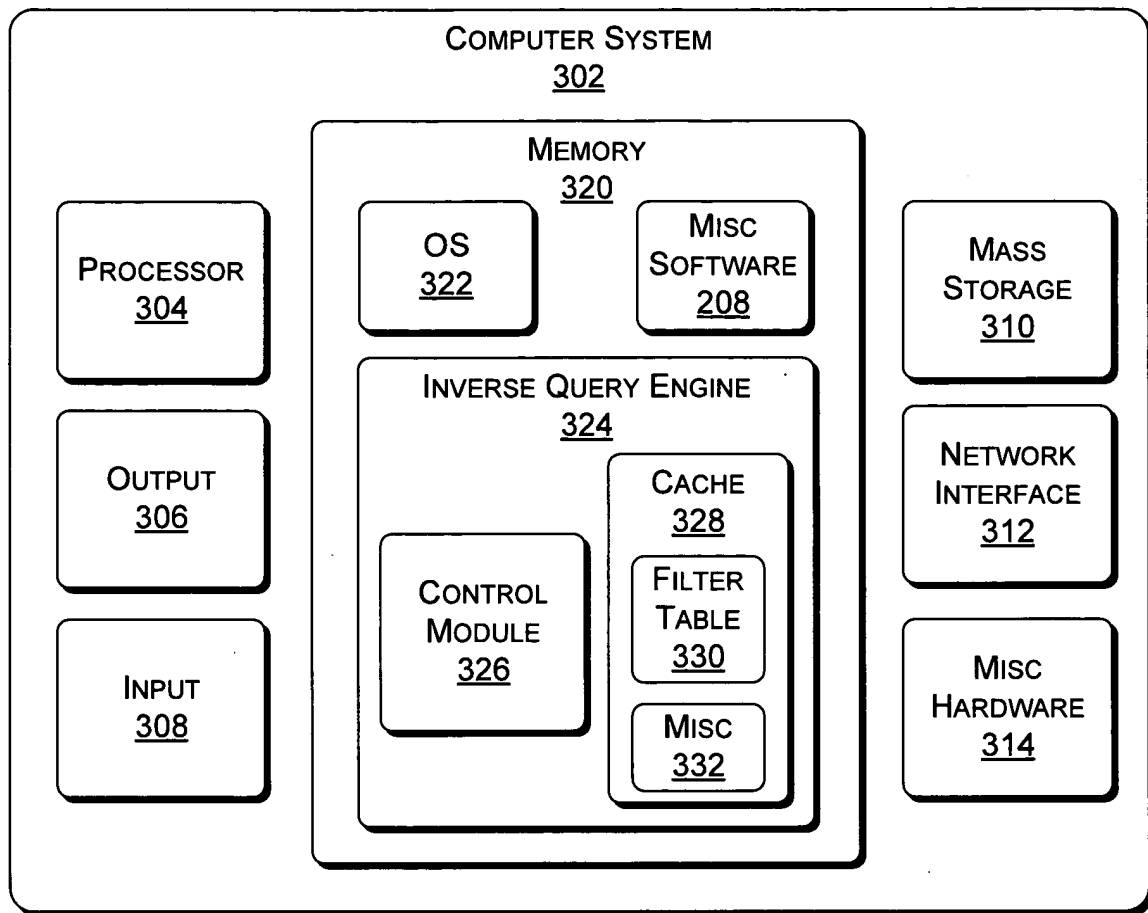 COMPUTER SYSTEM
302
MEMORY
320
PROCESSOR
304
OS
322
MISC
SOFTWARE
208
MASS
STORAGE
310
INVERSE QUERY ENGINE
324
OUTPUT
306
CONTROL
MODULE
326
CACHE
328
FILTER
TABLE
330
MISC
332
NETWORK
INTERFACE
312
INPUT
308
MISC
HARDWARE
314